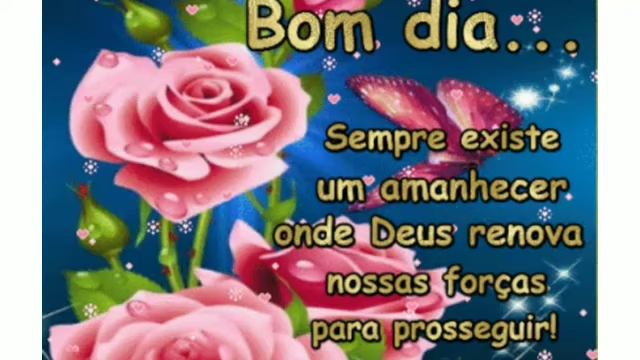 Bom dia...
Sempre existe
um amanhecer
onde Deus renova
nossas forças
para prosseguir!